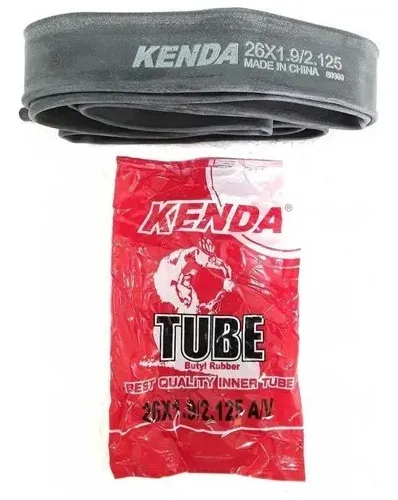 KENDA 26X1.9/2.125
MADE IN CHINA
KENDA®
TUBE
Butyl Rubber
BEST QUALITY INNER TUBE
26X1.9/2.125 A/V